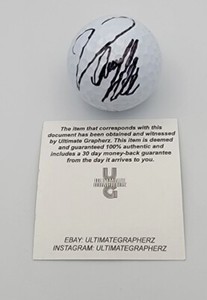 The item that corresponds with this
document has been obtained and witnessed
by Ultimate Grapherz. This item is deemed
and guaranteed 100% authentic and
includes a 30 day money-back guarantee
from the day it arrives to you.
U
ULTIMATE
GRAPHERZ
G
EBAY: ULTIMATEGRAPHERZ
INSTAGRAM: ULTIMATEGRAPHERZ